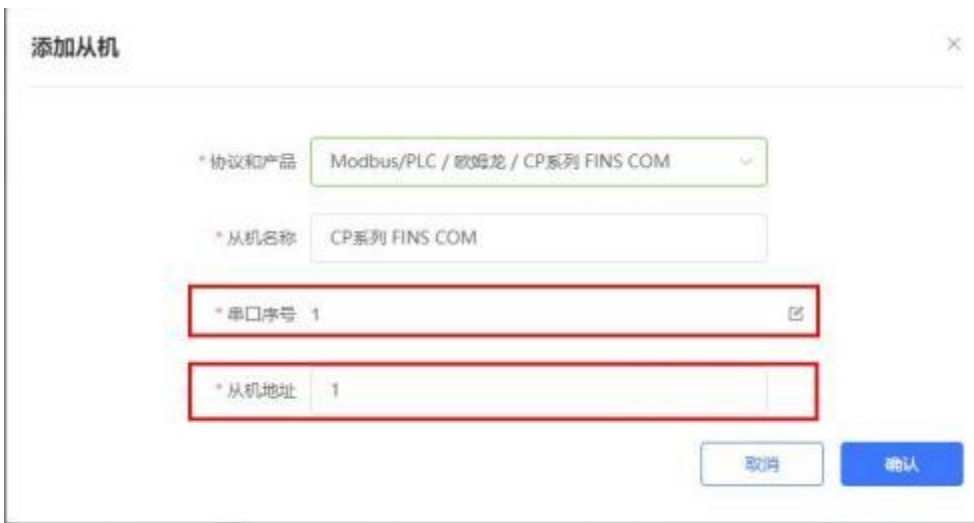 添加从机
* 协议和产品 Modbus/PLC / 欧姆龙 / CP系列 FINS COM
* 从机名称 CP系列 FINS COM
* 串口序号 1
* 从机地址 1
取消 确认